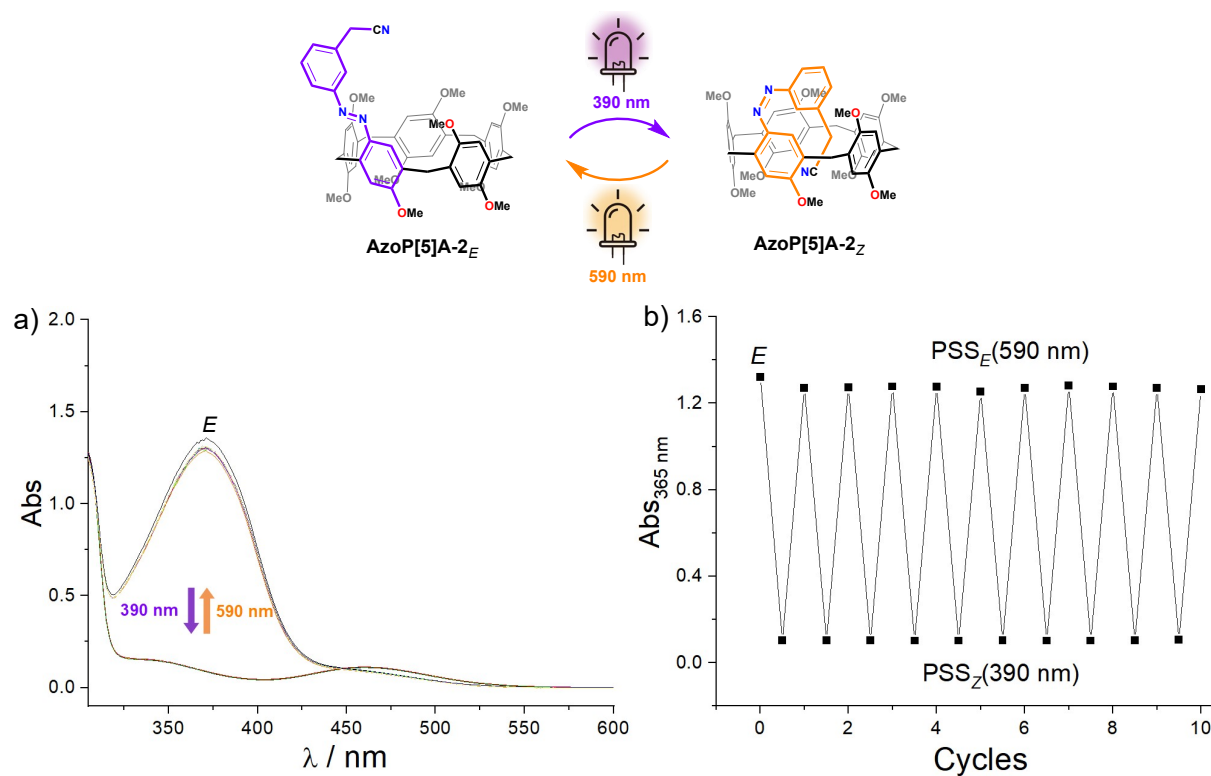 CN
OMe
N
N
OMe
OMe
MeO
MeO
MeO
MeO
OMe
OMe
AzoP[5]A-2E
390 nm
590 nm
N
N
MeO
OMe
OMe
OMe
MeO
OMe
NC
MeO
OMe
OMe
AzoP[5]A-2Z
a)
Abs
2.0
1.5
1.0
0.5
0.0
E
390 nm
590 nm
350
400
450
500
550
600
λ / nm
b)
Abs365 nm
1.6
1.2
0.8
0.4
0.0
E
PSSE(590 nm)
PSSZ(390 nm)
0
2
4
6
8
10
Cycles